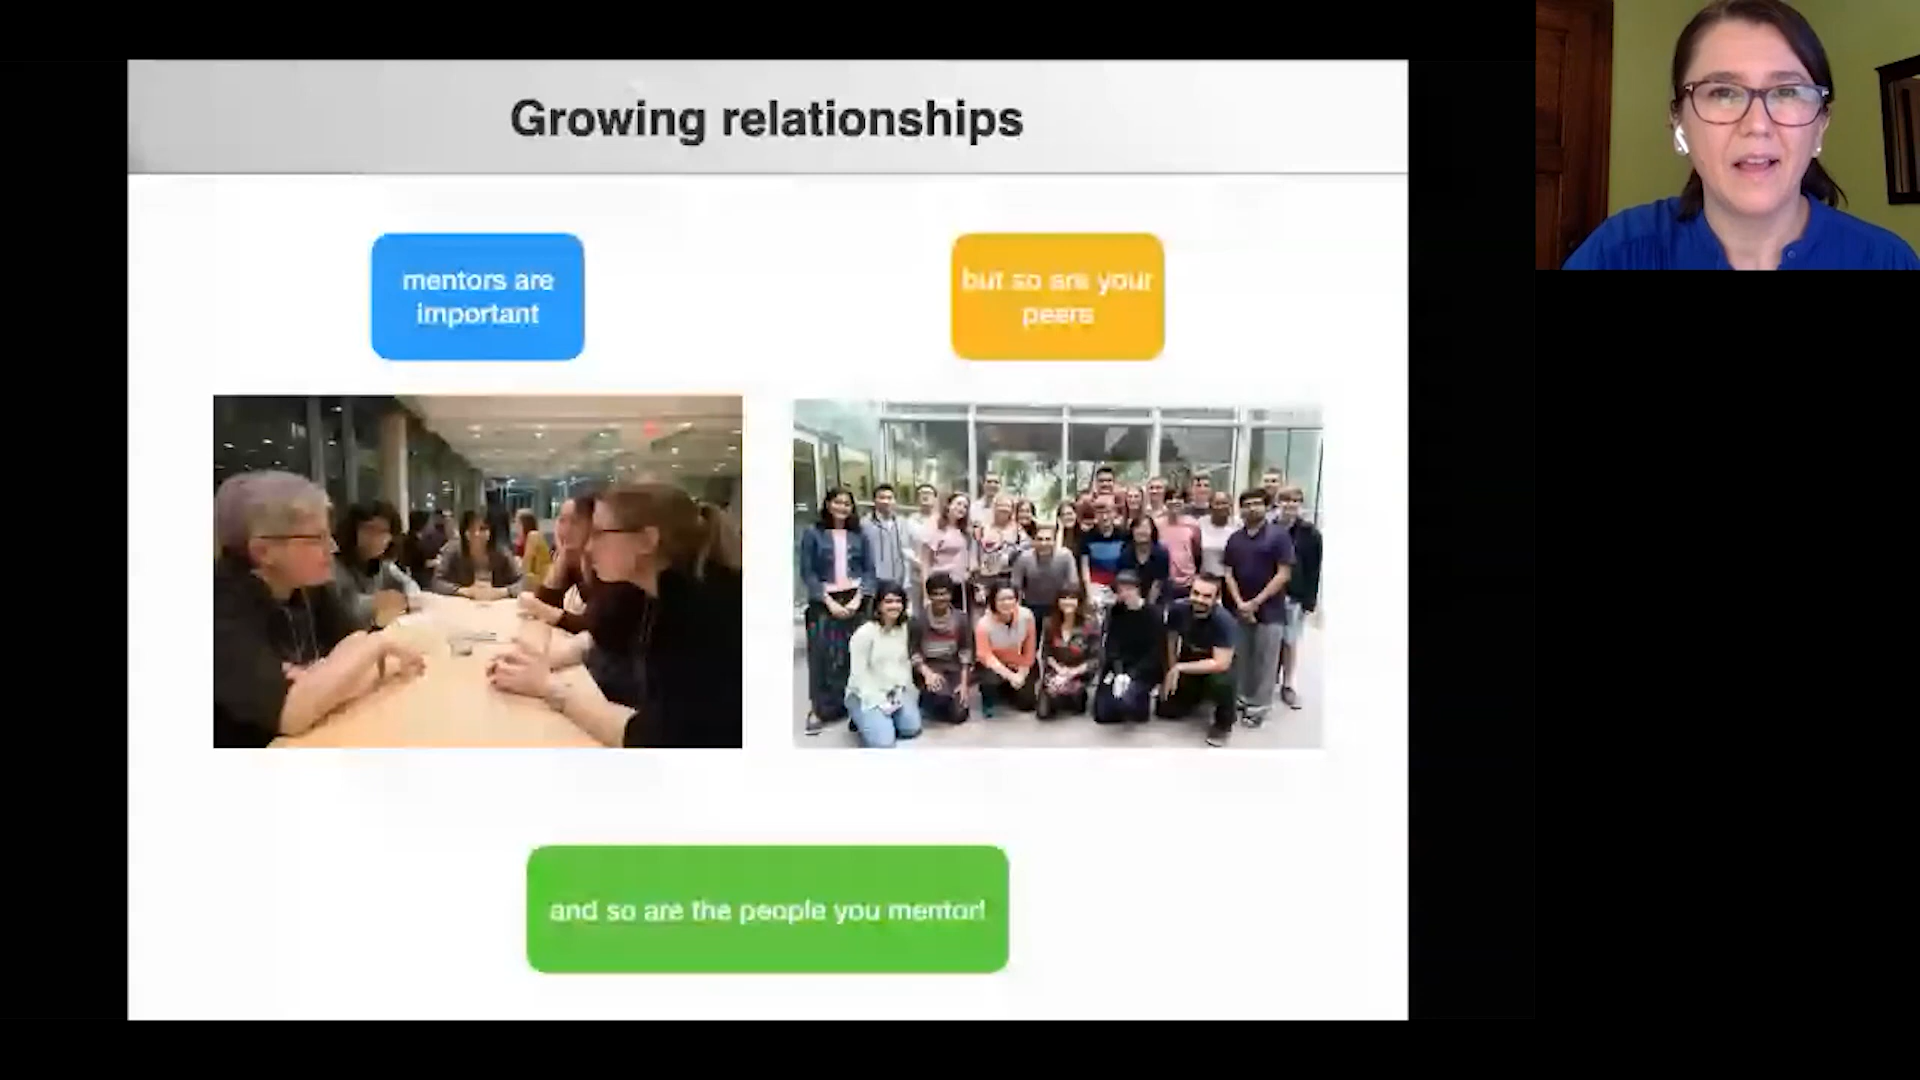 Growing relationships
mentors are
important
but so are your
peers
and so are the people you mentor!